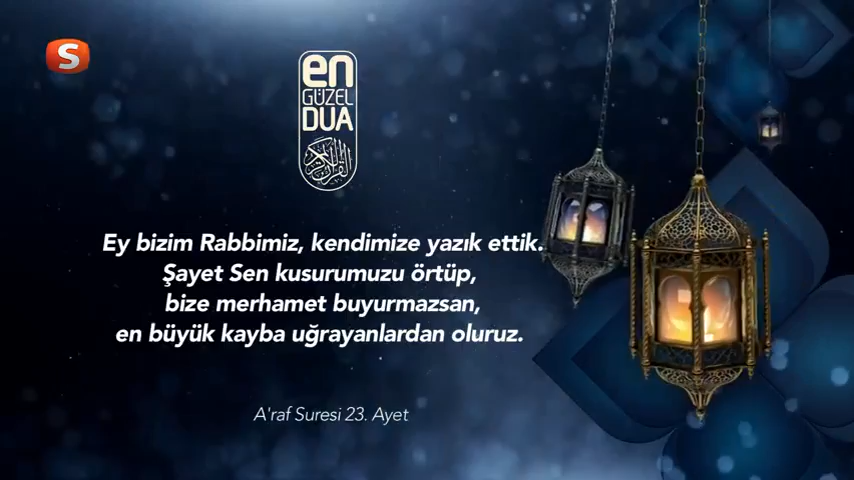 S
en
GÜZEL
DUA
Ey bizim Rabbimiz, kendimize yazık ettik.
Şayet Sen kusurumuzu örtüp,
bize merhamet buyurmazsan,
en büyük kayba uğrayanlardan oluruz.
A'raf Suresi 23. Ayet